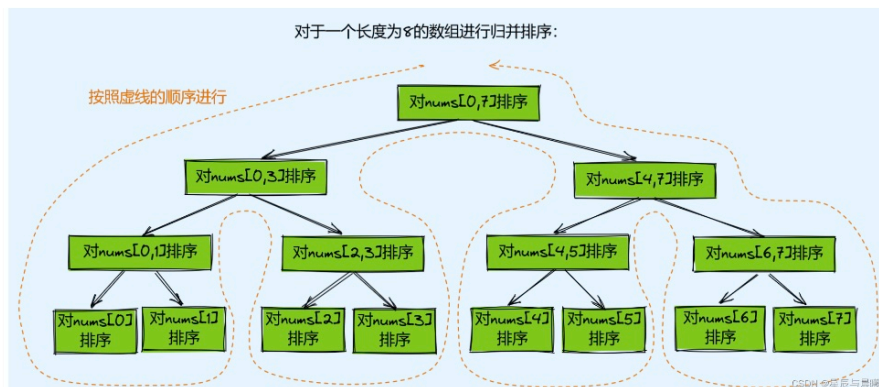 对于一个长度为8的数组进行归并排序：
按照虚线的顺序进行
对nums[0,7]排序
对nums[0,3]排序
对nums[4,7]排序
对nums[0,1]排序
对nums[2,3]排序
对nums[4,5]排序
对nums[6,7]排序
对nums[0]
排序
对nums[1]
排序
对nums[2]
排序
对nums[3]
排序
对nums[4]
排序
对nums[5]
排序
对nums[6]
排序
对nums[7]
排序
CSDN @星辰与晨曦